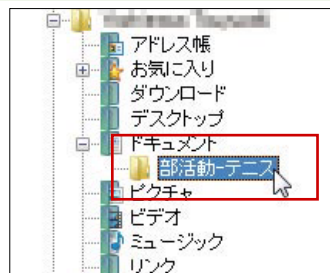 アドレス帳
お気に入り
ダウンロード
デスクトップ
ドキュメント
部活動-テニス
ピクチャ
ビデオ
ミュージック
リンク